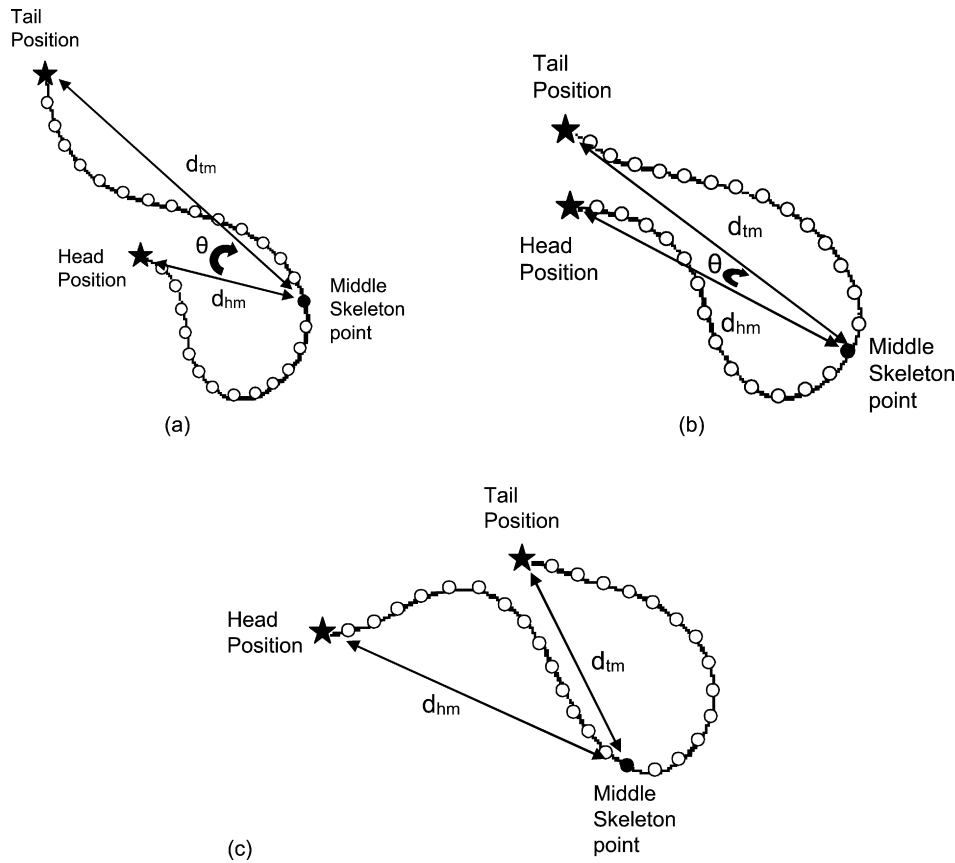 Tail
Position
dtm
θ
Head
Position
dhm
Middle
Skeleton
point
(a)
Tail
Position
dtm
Head
Position
θ
dhm
Middle
Skeleton
point
(b)
Tail
Position
Head
Position
dtm
dhm
Middle
Skeleton
point
(c)